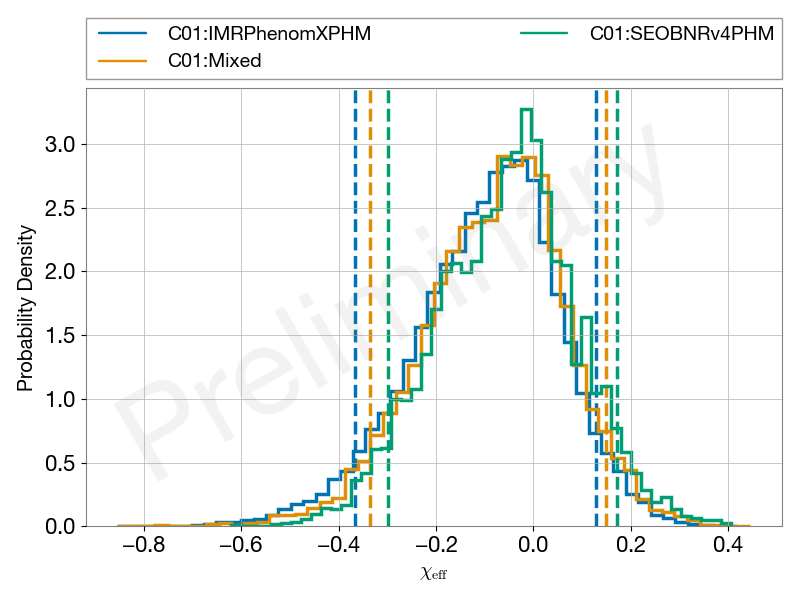 C01:IMRPhenomXPHM
C01:Mixed
C01:SEOBNRv4PHM
Preliminary
Probability Density
3.0
2.5
2.0
1.5
1.0
0.5
0.0
−0.8 −0.6 −0.4 −0.2 0.0 0.2 0.4
χeff